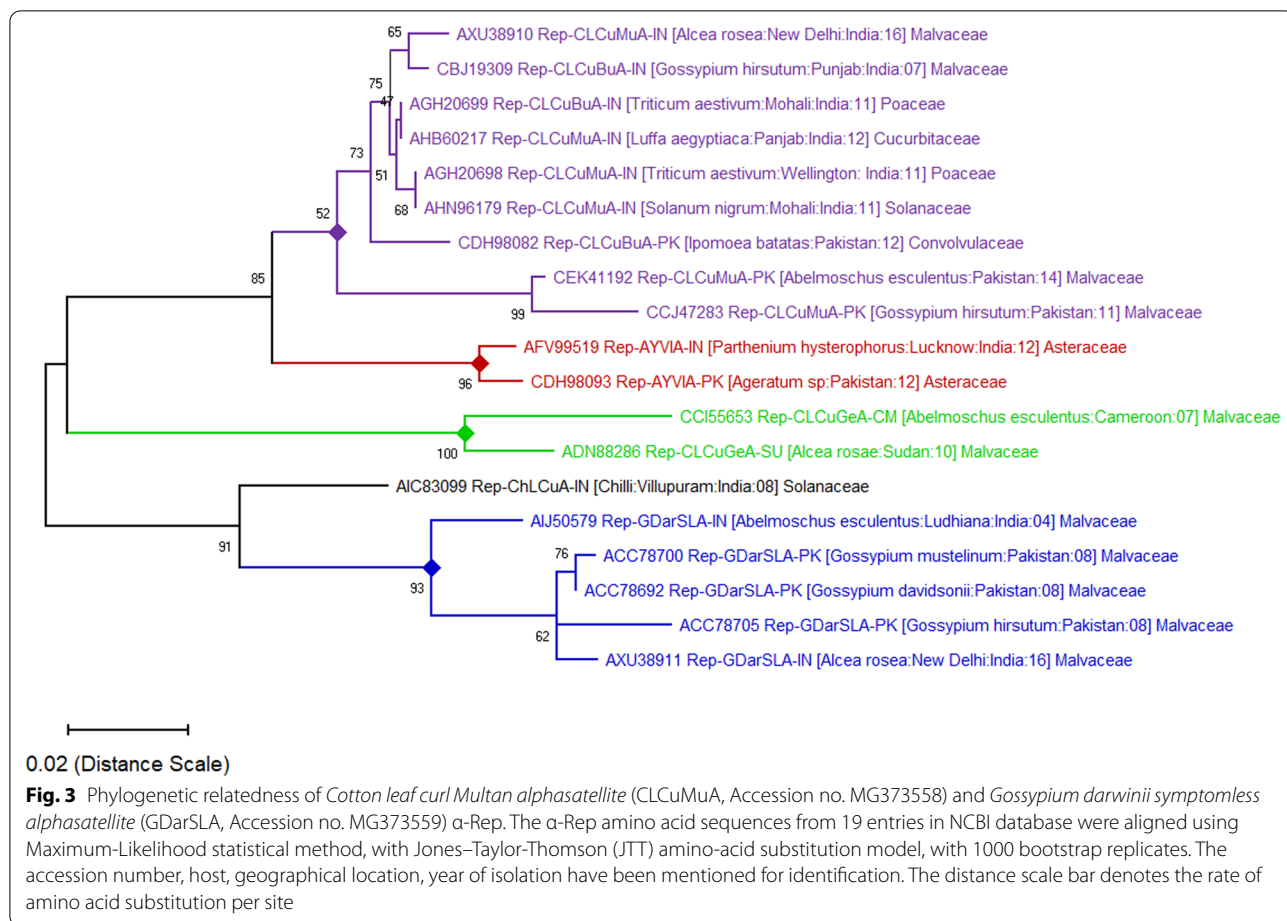 65
AXU38910 Rep-CLCuMuA-IN [Alcea rosea:New Delhi:India:16] Malvaceae
CBJ19309 Rep-CLCuBuA-IN [Gossypium hirsutum:Punjab:India:07] Malvaceae
75
47
AGH20699 Rep-CLCuBuA-IN [Triticum aestivum:Mohali:India:11] Poaceae
AHB60217 Rep-CLCuMuA-IN [Luffa aegyptiaca:Panjab:India:12] Cucurbitaceae
73
51
AGH20698 Rep-CLCuMuA-IN [Triticum aestivum:Wellington: India:11] Poaceae
68
AHN96179 Rep-CLCuMuA-IN [Solanum nigrum:Mohali:India:11] Solanaceae
52
CDH98082 Rep-CLCuBuA-PK [Ipomoea batatas:Pakistan:12] Convolvulaceae
85
CEK41192 Rep-CLCuMuA-PK [Abelmoschus esculentus:Pakistan:14] Malvaceae
99
CCJ47283 Rep-CLCuMuA-PK [Gossypium hirsutum:Pakistan:11] Malvaceae
AFV99519 Rep-AYVIA-IN [Parthenium hysterophorus:Lucknow:India:12] Asteraceae
96
CDH98093 Rep-AYVIA-PK [Ageratum sp:Pakistan:12] Asteraceae
CCI55653 Rep-CLCuGeA-CM [Abelmoschus esculentus:Cameroon:07] Malvaceae
100
ADN88286 Rep-CLCuGeA-SU [Alcea rosae:Sudan:10] Malvaceae
AIC83099 Rep-ChLCuA-IN [Chilli:Villupuram:India:08] Solanaceae
91
AIJ50579 Rep-GDarSLA-IN [Abelmoschus esculentus:Ludhiana:India:04] Malvaceae
76
ACC78700 Rep-GDarSLA-PK [Gossypium mustelinum:Pakistan:08] Malvaceae
93
ACC78692 Rep-GDarSLA-PK [Gossypium davidsonii:Pakistan:08] Malvaceae
62
ACC78705 Rep-GDarSLA-PK [Gossypium hirsutum:Pakistan:08] Malvaceae
AXU38911 Rep-GDarSLA-IN [Alcea rosea:New Delhi:India:16] Malvaceae
0.02 (Distance Scale)
Fig. 3 Phylogenetic relatedness of Cotton leaf curl Multan alphasatellite (CLCuMuA, Accession no. MG373558) and Gossypium darwinii symptomless
alphasatellite (GDarSLA, Accession no. MG373559) α-Rep. The α-Rep amino acid sequences from 19 entries in NCBI database were aligned using
Maximum-Likelihood statistical method, with Jones–Taylor-Thomson (JTT) amino-acid substitution model, with 1000 bootstrap replicates. The
accession number, host, geographical location, year of isolation have been mentioned for identification. The distance scale bar denotes the rate of
amino acid substitution per site